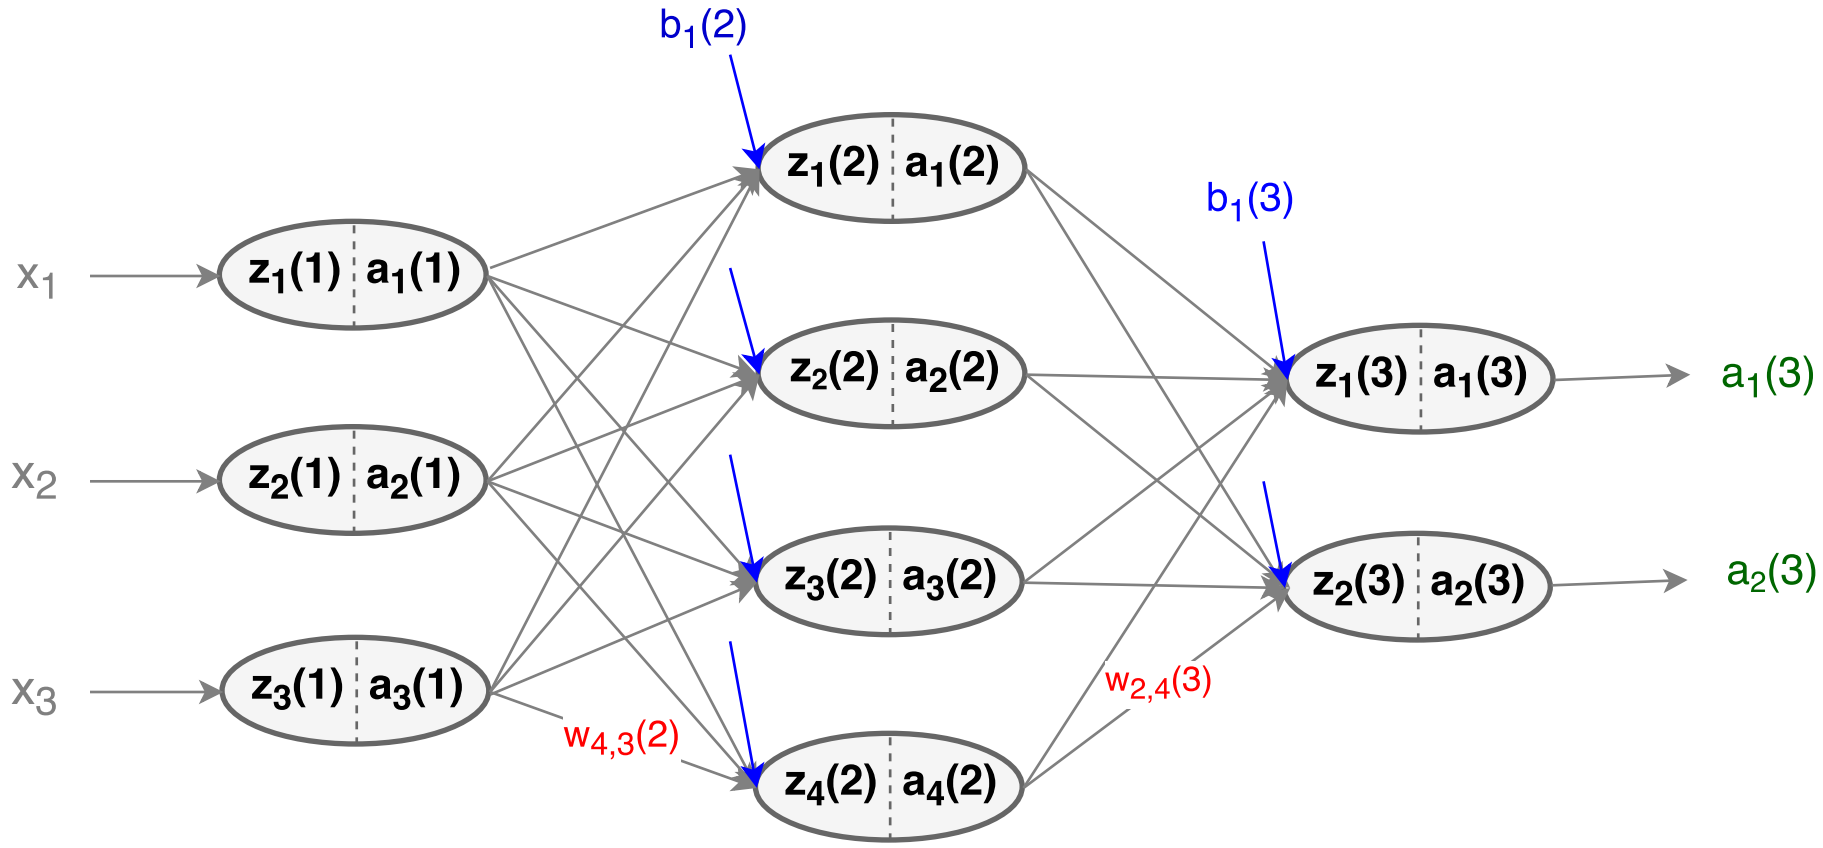 b₁(2)
z₁(2) a₁(2)
b₁(3)
x₁ z₁(1) a₁(1)
z₂(2) a₂(2)
z₁(3) a₁(3) a₁(3)
x₂ z₂(1) a₂(1)
z₃(2) a₃(2)
z₂(3) a₂(3) a₂(3)
x₃ z₃(1) a₃(1)
w₂,₄(3)
w₄,₃(2)
z₄(2) a₄(2)